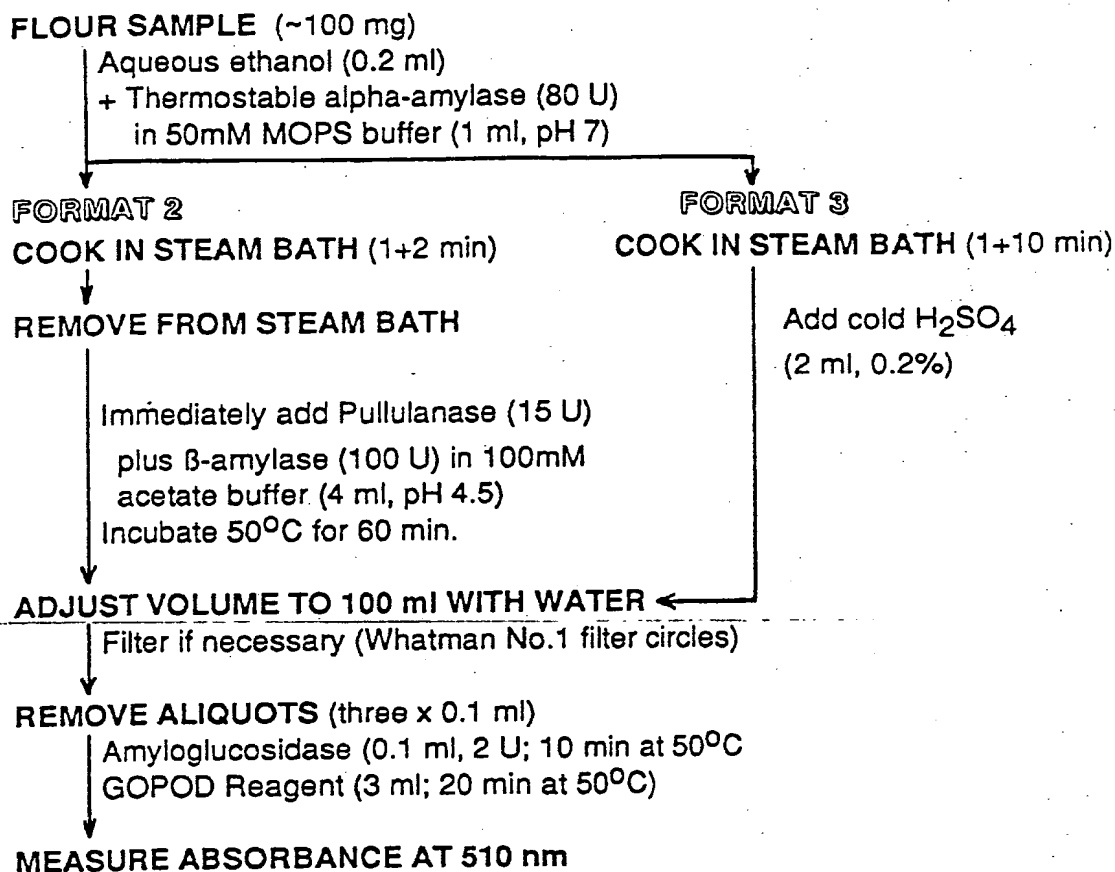 FLOUR SAMPLE (~100 mg)
Aqueous ethanol (0.2 ml)
+ Thermostable alpha-amylase (80 U)
in 50mM MOPS buffer (1 ml, pH 7)
FORMAT 2
COOK IN STEAM BATH (1+2 min)
REMOVE FROM STEAM BATH
Immediately add Pullulanase (15 U)
plus ß-amylase (100 U) in 100mM
acetate buffer (4 ml, pH 4.5)
Incubate 50°C for 60 min.
FORMAT 3
COOK IN STEAM BATH (1+10 min)
Add cold H2SO4
(2 ml, 0.2%)
ADJUST VOLUME TO 100 ml WITH WATER
Filter if necessary (Whatman No.1 filter circles)
REMOVE ALIQUOTS (three x 0.1 ml)
Amyloglucosidase (0.1 ml, 2 U; 10 min at 50°C
GOPOD Reagent (3 ml; 20 min at 50°C)
MEASURE ABSORBANCE AT 510 nm